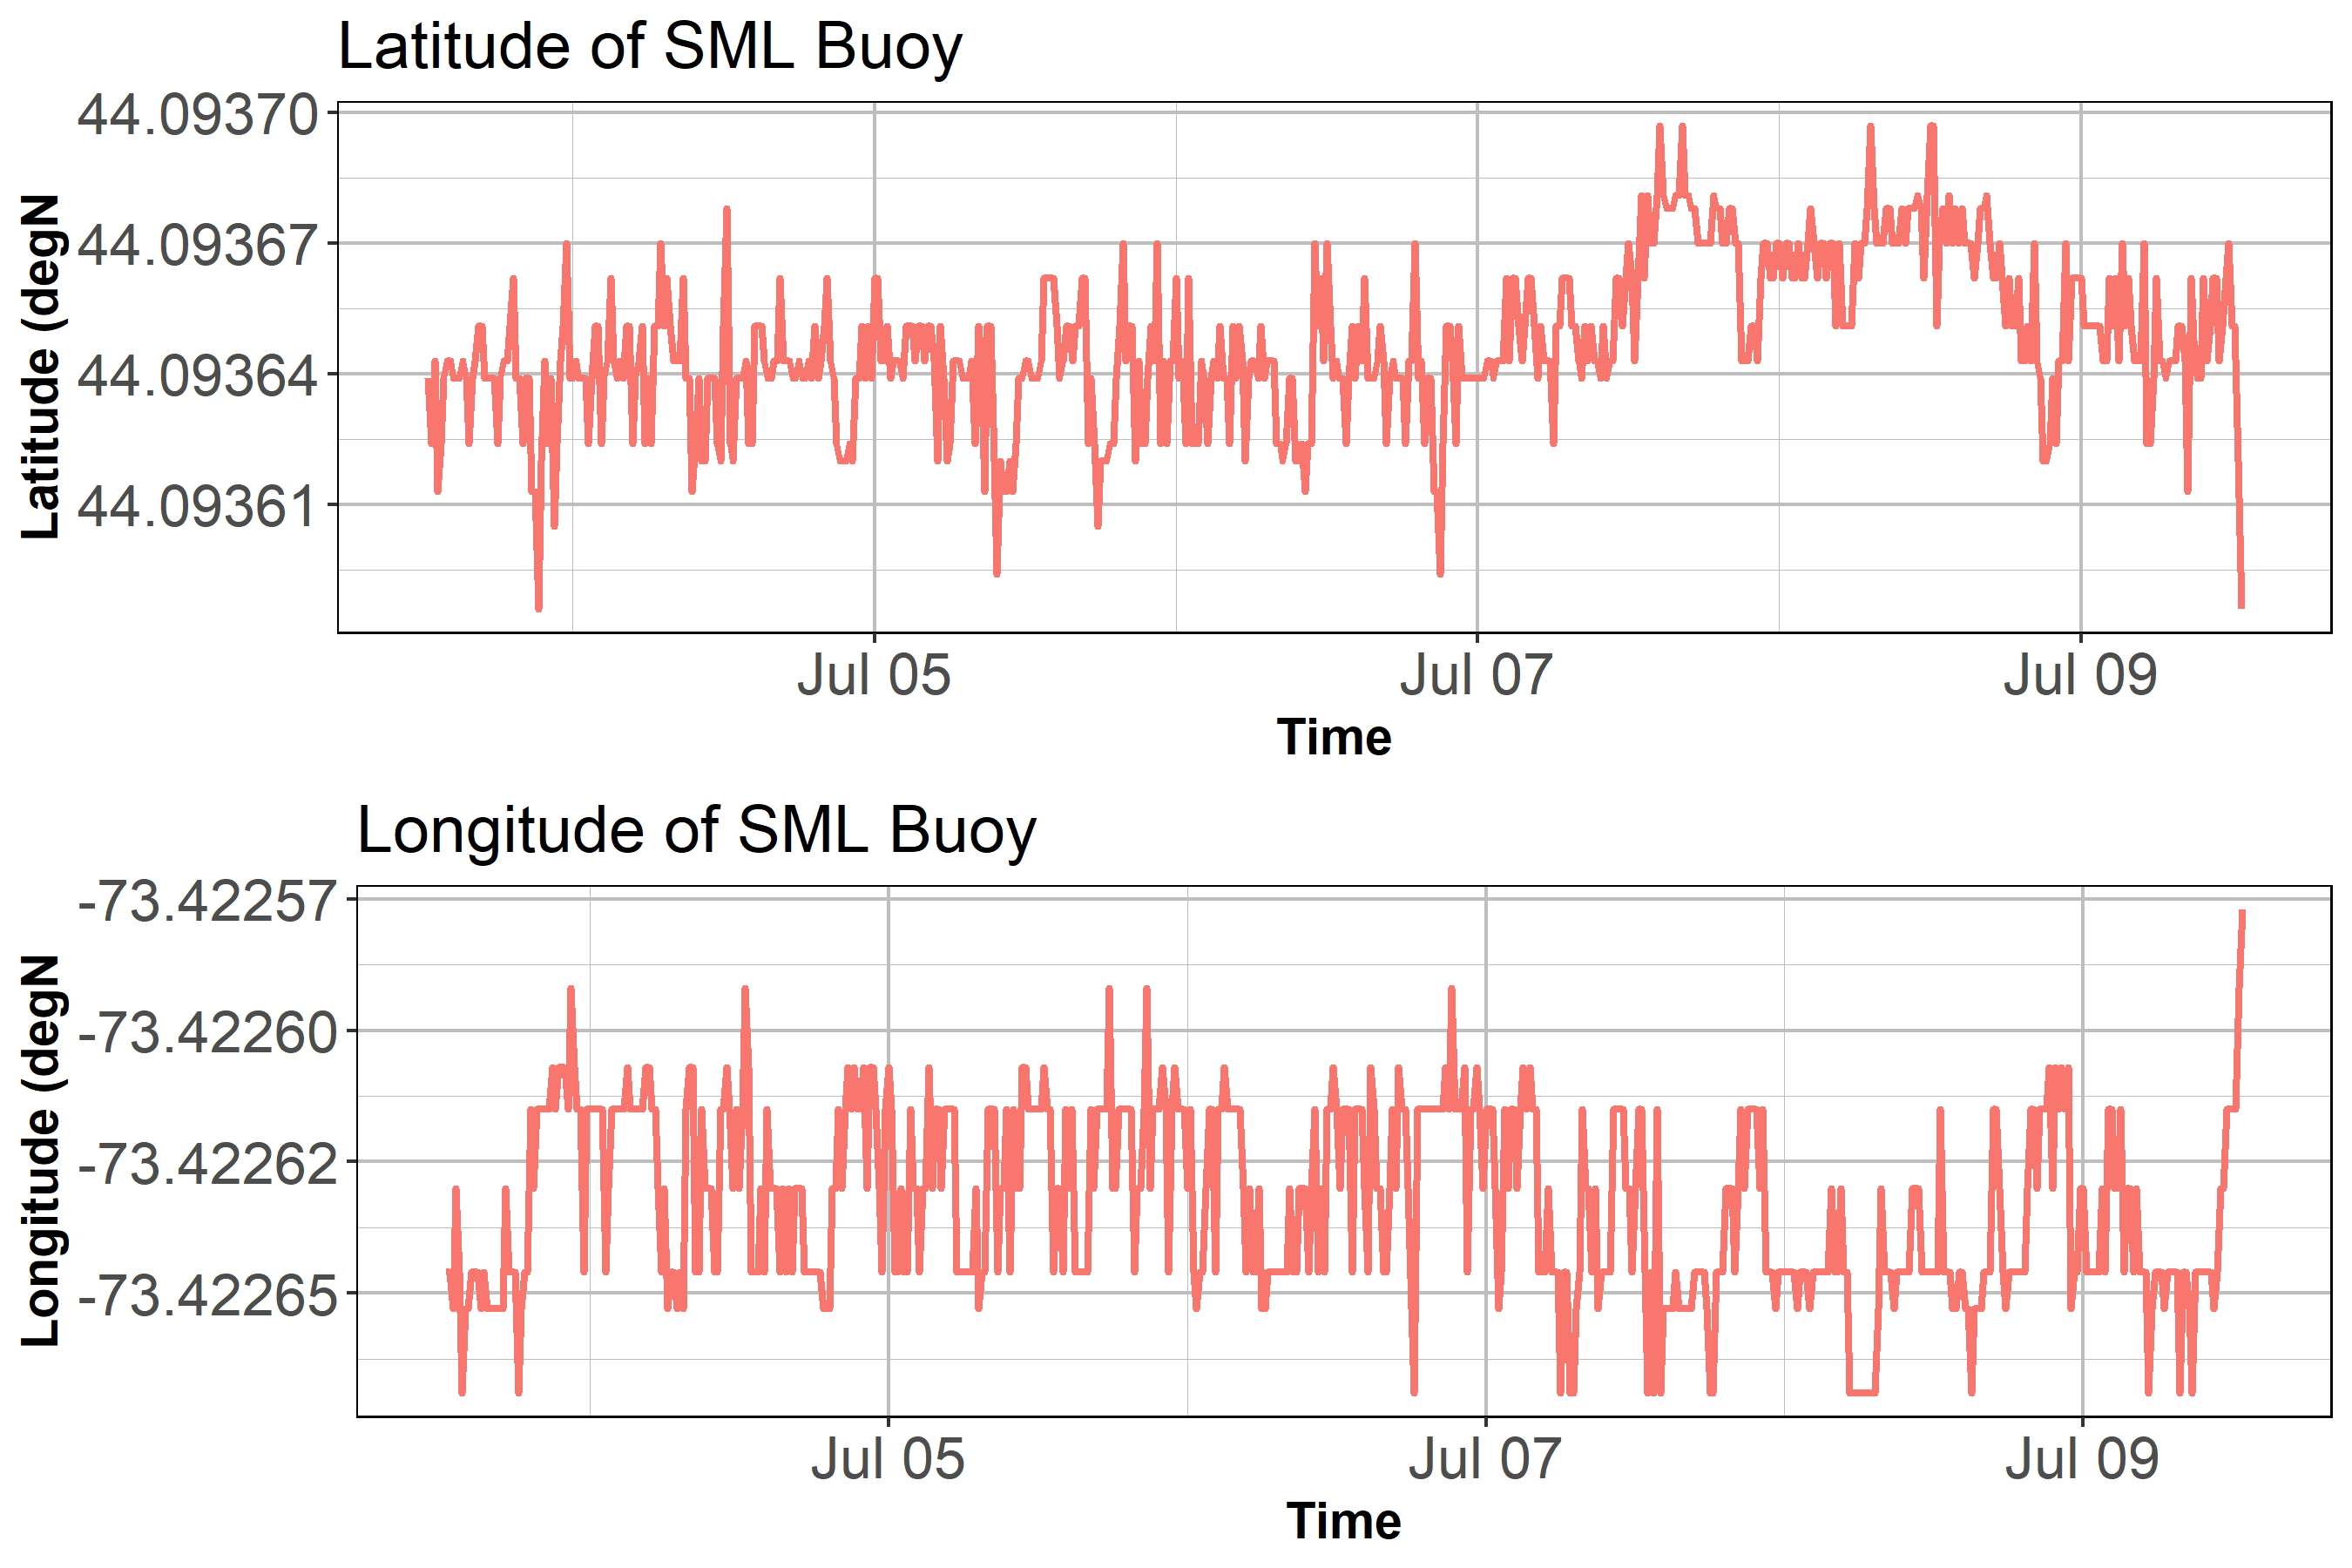 Latitude of SML Buoy
44.09370
44.09367
44.09364
44.09361
Latitude (degN
Jul 05
Jul 07
Jul 09
Time
Longitude of SML Buoy
-73.42257
-73.42260
-73.42262
-73.42265
Longitude (degN
Jul 05
Jul 07
Jul 09
Time